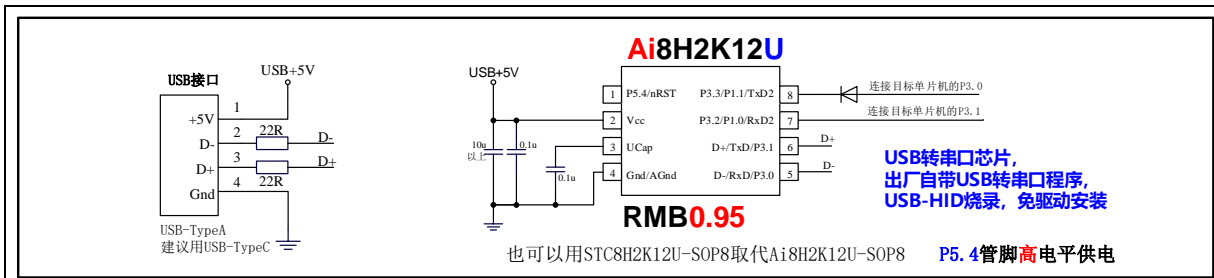 USB接口
USB+5V
+5V
1
D-
2
22R
D-
D+
3
D+
22R
Gnd
4
USB-TypeA
建议用USB-TypeC
Ai8H2K12U
USB+5V
1
P5.4/nRST
P3.3/P1.1/TxD2
8
连接目标单片机的P3.0
2
Vcc
P3.2/P1.0/RxD2
7
连接目标单片机的P3.1
10u
以上
0.1u
3
UCap
D+/TxD/P3.1
6
D+
0.1u
4
Gnd/AGnd
D-/RxD/P3.0
5
D-
RMB0.95
USB转串口芯片,
出厂自带USB转串口程序,
USB-HID烧录, 免驱动安装
也可以用STC8H2K12U-SOP8取代Ai8H2K12U-SOP8
P5.4管脚高电平供电